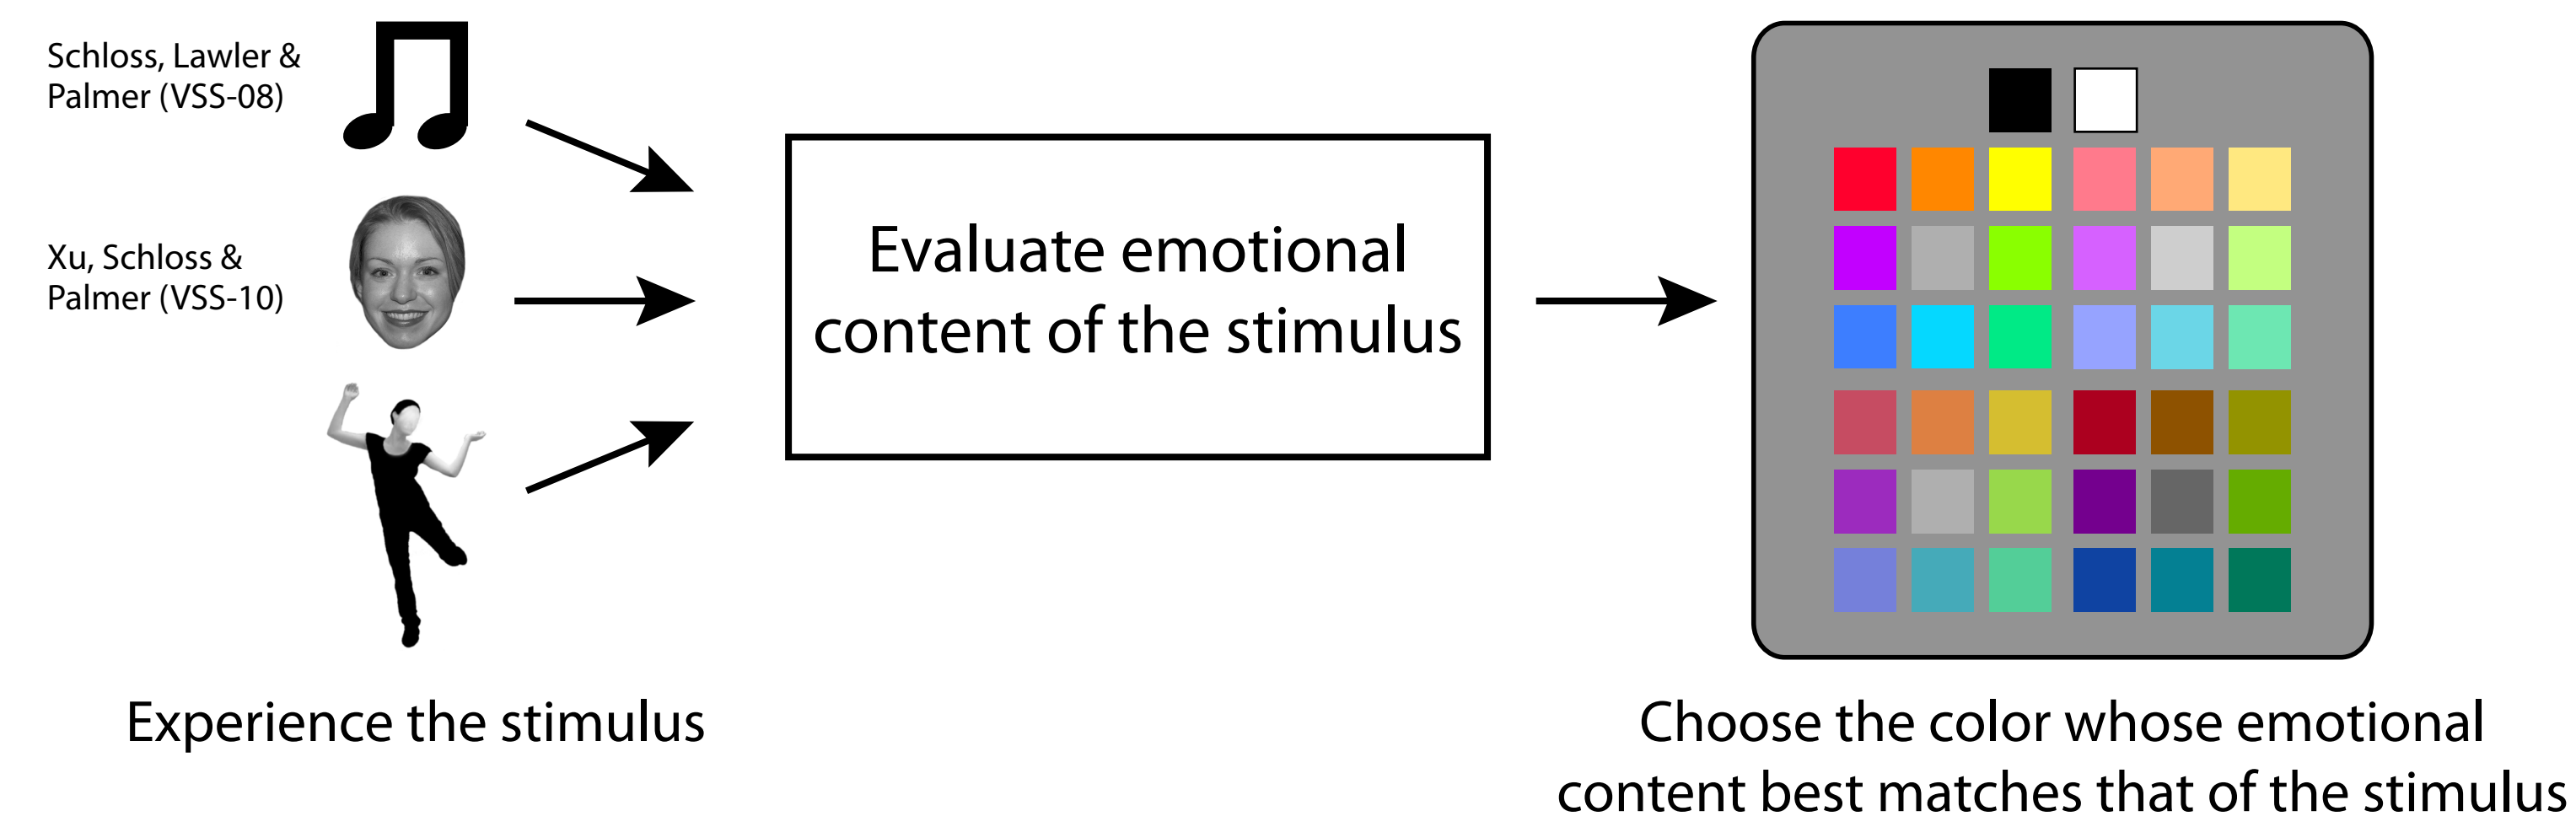 Schloss, Lawler &
Palmer (VSS-08)
Xu, Schloss &
Palmer (VSS-10)
Evaluate emotional
content of the stimulus
Experience the stimulus
Choose the color whose emotional
content best matches that of the stimulus